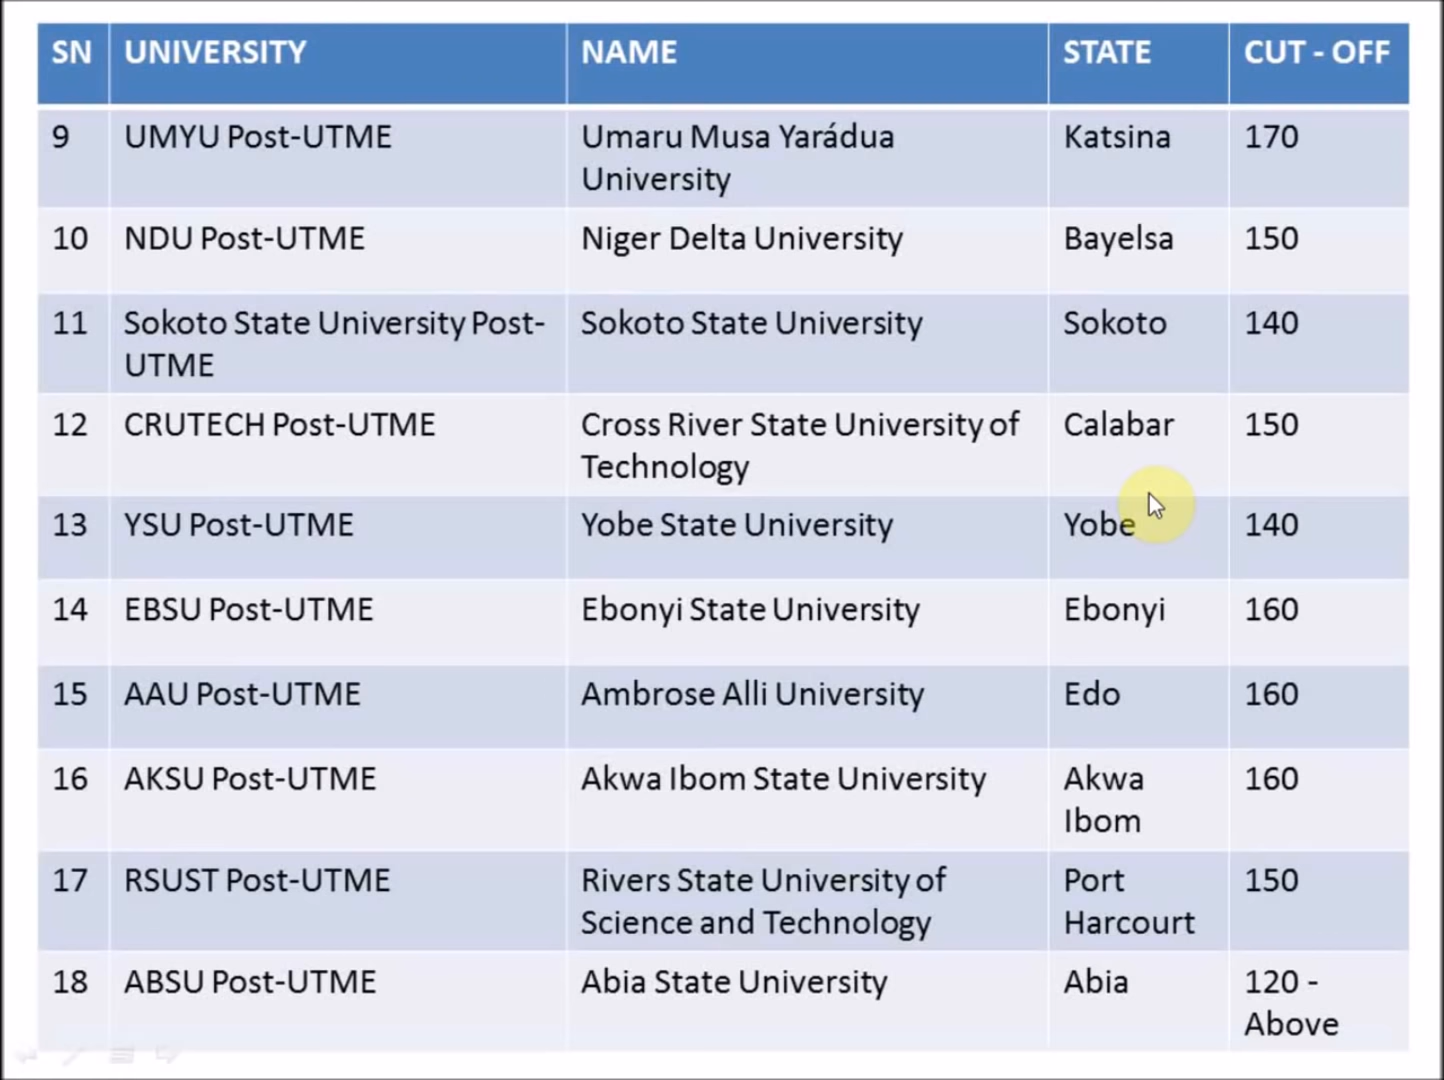 SN UNIVERSITY NAME STATE CUT - OFF
9 UMYU Post-UTME Umaru Musa Yarádua Katsina 170
University
10 NDU Post-UTME Niger Delta University Bayelsa 150
11 Sokoto State University Post- Sokoto State University Sokoto 140
UTME
12 CRUTECH Post-UTME Cross River State University of Calabar 150
Technology
13 YSU Post-UTME Yobe State University Yobe 140
14 EBSU Post-UTME Ebonyi State University Ebonyi 160
15 AAU Post-UTME Ambrose Alli University Edo 160
16 AKSU Post-UTME Akwa Ibom State University Akwa 160
Ibom
17 RSUST Post-UTME Rivers State University of Port 150
Science and Technology Harcourt
18 ABSU Post-UTME Abia State University Abia 120 -
Above